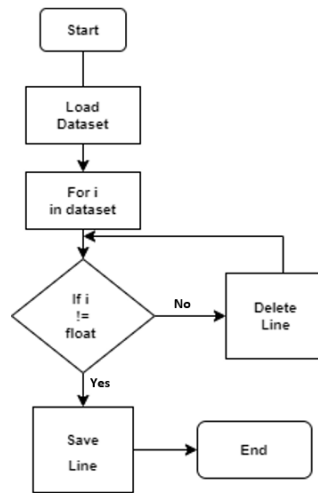 Start
Load
Dataset
For i
in dataset
If i
!=
float
No
Delete
Line
Yes
Save
Line
End